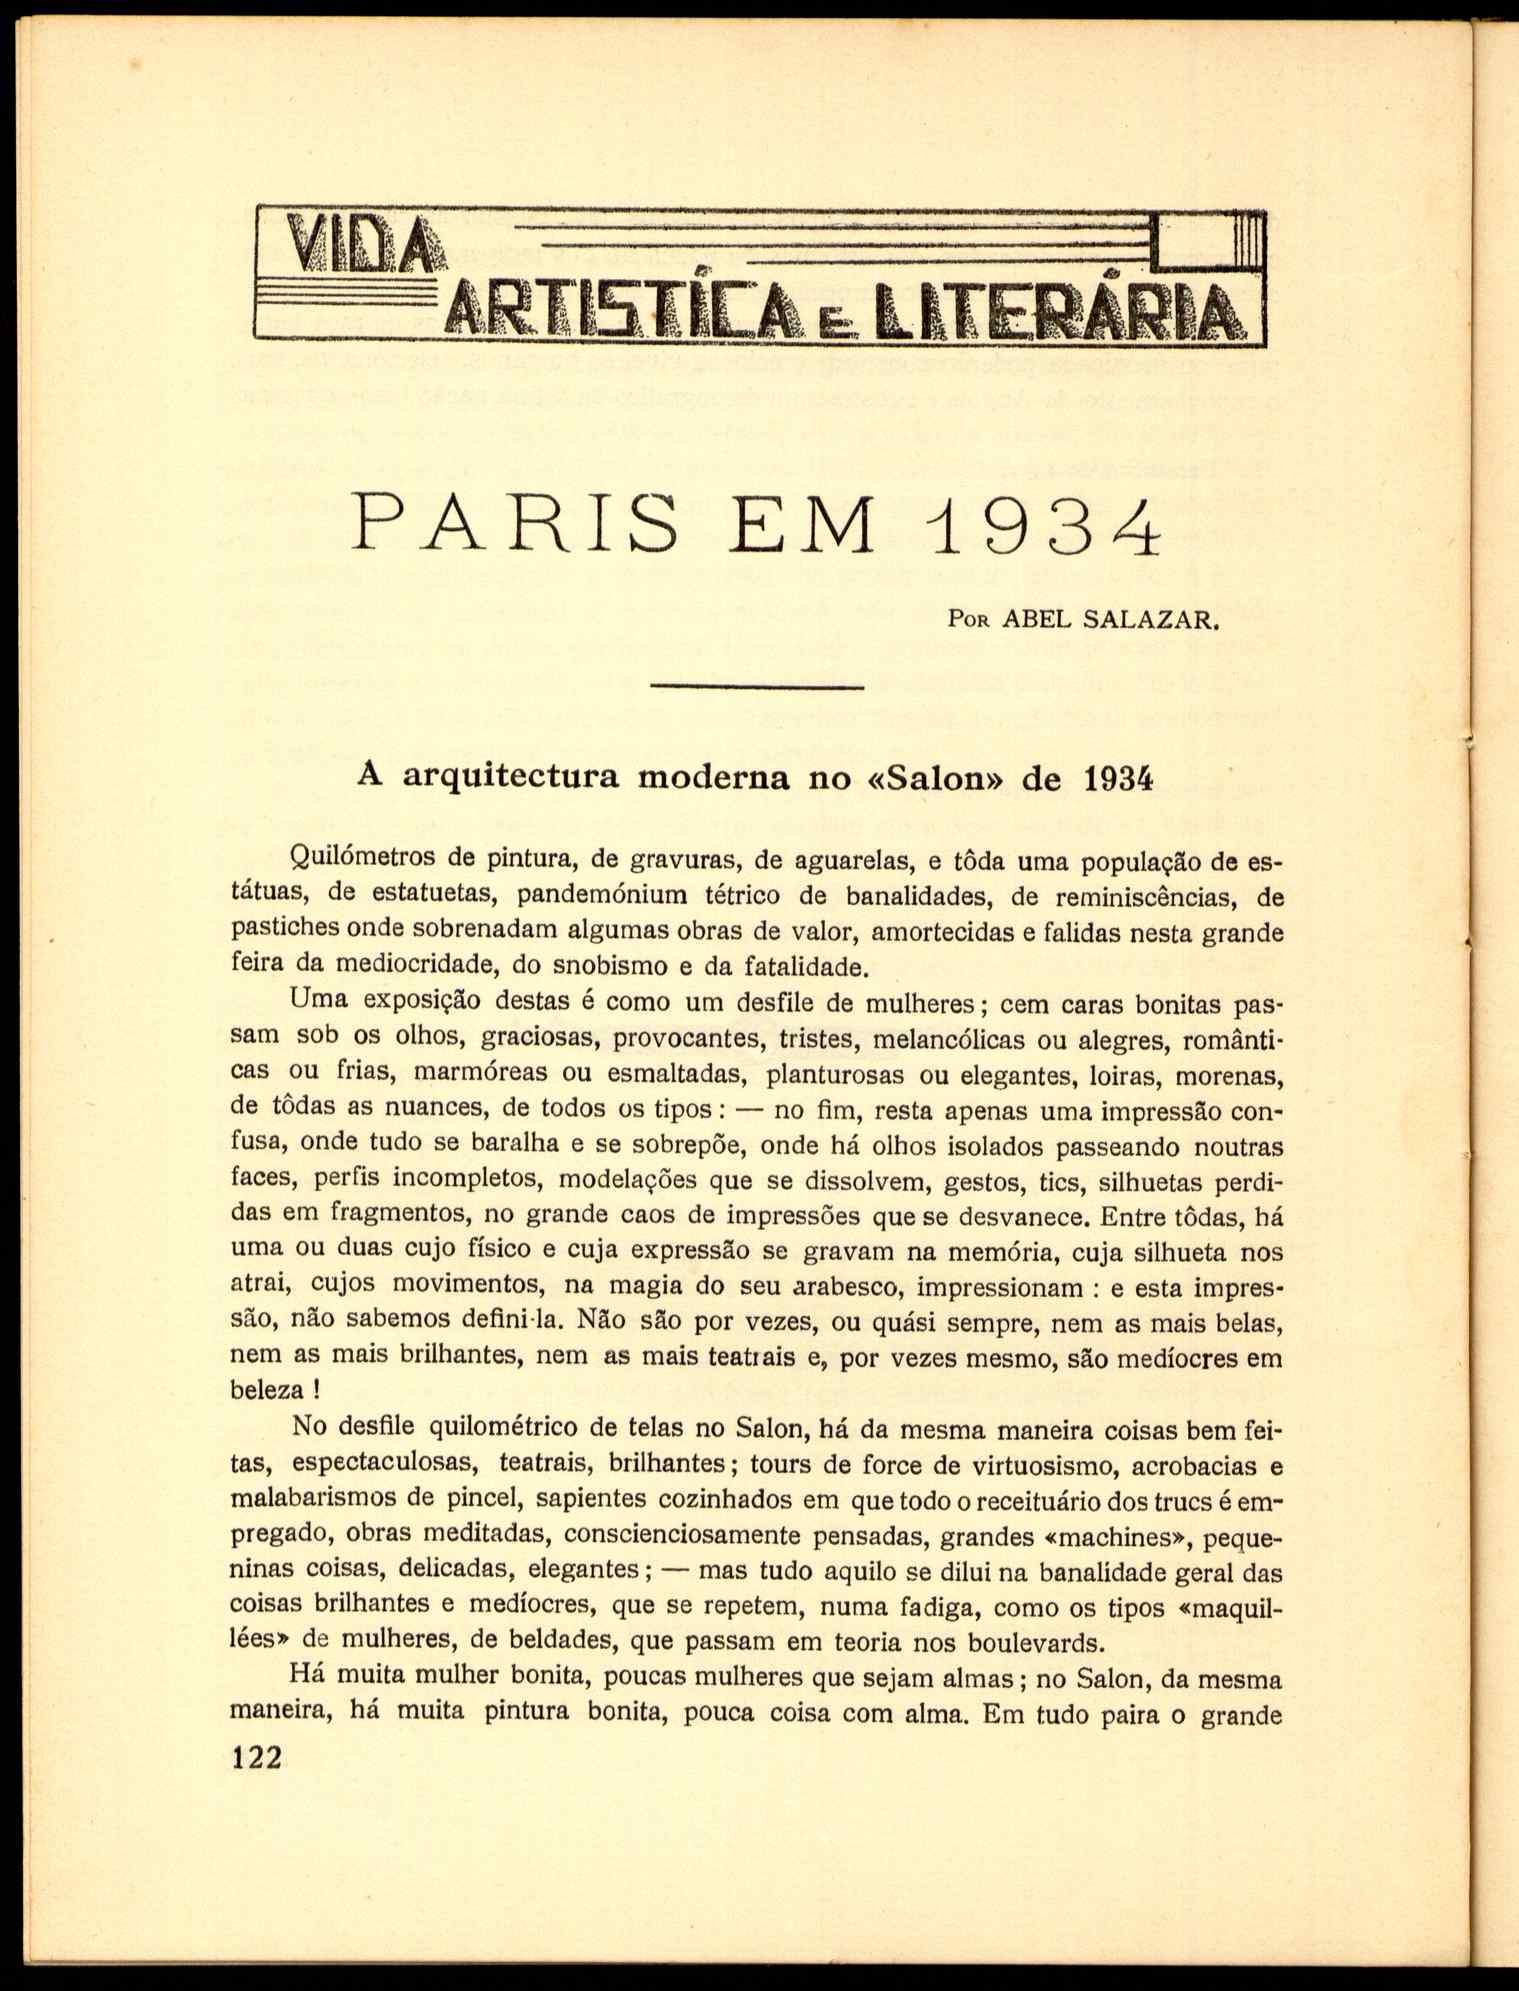 VIDA
ARTISTÍCA E LITERÁRIA
PARIS EM 1934
POR ABEL SALAZAR.
A arquitectura moderna no «Salon» de 1934
Quilómetros de pintura, de gravuras, de aguarelas, e tôda uma população de es-
tátuas, de estatuetas, pandemónium tétrico de banalidades, de reminiscências, de
pastiches onde sobrenadam algumas obras de valor, amortecidas e falidas nesta grande
feira da mediocridade, do snobismo e da fatalidade.
Uma exposição destas é como um desfile de mulheres; cem caras bonitas pas-
sam sob os olhos, graciosas, provocantes, tristes, melancólicas ou alegres, românti-
cas ou frias, marmóreas ou esmaltadas, planturosas ou elegantes, loiras, morenas,
de tôdas as nuances, de todos os tipos: — no fim, resta apenas uma impressão con-
fusa, onde tudo se baralha e se sobrepõe, onde há olhos isolados passeando noutras
faces, perfis incompletos, modelações que se dissolvem, gestos, tics, silhuetas perdi-
das em fragmentos, no grande caos de impressões que se desvanece. Entre tôdas, há
uma ou duas cujo físico e cuja expressão se gravam na memória, cuja silhueta nos
atrai, cujos movimentos, na magia do seu arabesco, impressionam : e esta impres-
são, não sabemos defini-la. Não são por vezes, ou quási sempre, nem as mais belas,
nem as mais brilhantes, nem as mais teatrais e, por vezes mesmo, são medíocres em
beleza !
No desfile quilométrico de telas no Salon, há da mesma maneira coisas bem fei-
tas, espectaculosas, teatrais, brilhantes; tours de force de virtuosismo, acrobacias e
malabarismos de pincel, sapientes cozinhados em que todo o receituário dos trucs é em-
pregado, obras meditadas, conscienciosamente pensadas, grandes «machines», peque-
ninas coisas, delicadas, elegantes; — mas tudo aquilo se dilui na banalidade geral das
coisas brilhantes e medíocres, que se repetem, numa fadiga, como os tipos «maquil-
lées» de mulheres, de beldades, que passam em teoria nos boulevards.
Há muita mulher bonita, poucas mulheres que sejam almas; no Salon, da mesma
maneira, há muita pintura bonita, pouca coisa com alma. Em tudo paira o grande
122